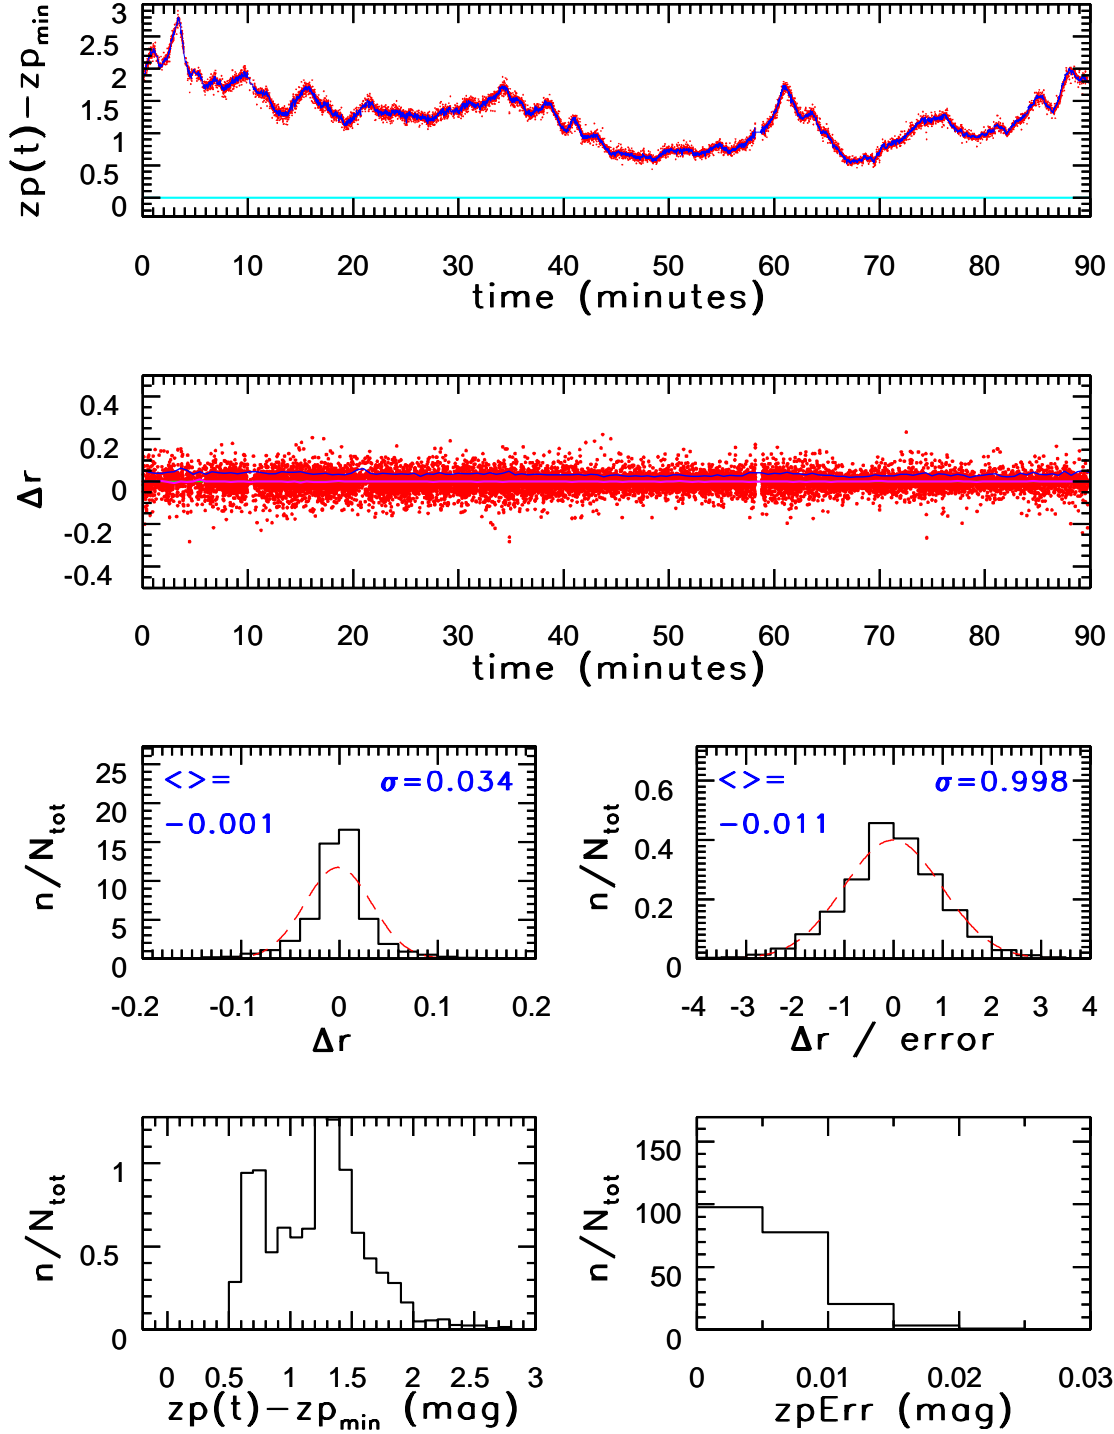 zp(t)−zpmin
3
2.5
2
1.5
1
0.5
0
0 10 20 30 40 50 60 70 80 90
time (minutes)
Δr
0.4
0.2
0
-0.2
-0.4
0 10 20 30 40 50 60 70 80 90
time (minutes)
n/Ntot
25
20
15
10
5
0
<>=
σ=0.034
−0.001
-0.2 -0.1 0 0.1 0.2
Δr
n/Ntot
0.6
0.4
0.2
0
<>=
σ=0.998
−0.011
-4 -3 -2 -1 0 1 2 3 4
Δr / error
n/Ntot
1
0.5
0
0 0.5 1 1.5 2 2.5 3
zp(t)−zpmin (mag)
n/Ntot
150
100
50
0
0 0.01 0.02 0.03
zpErr (mag)